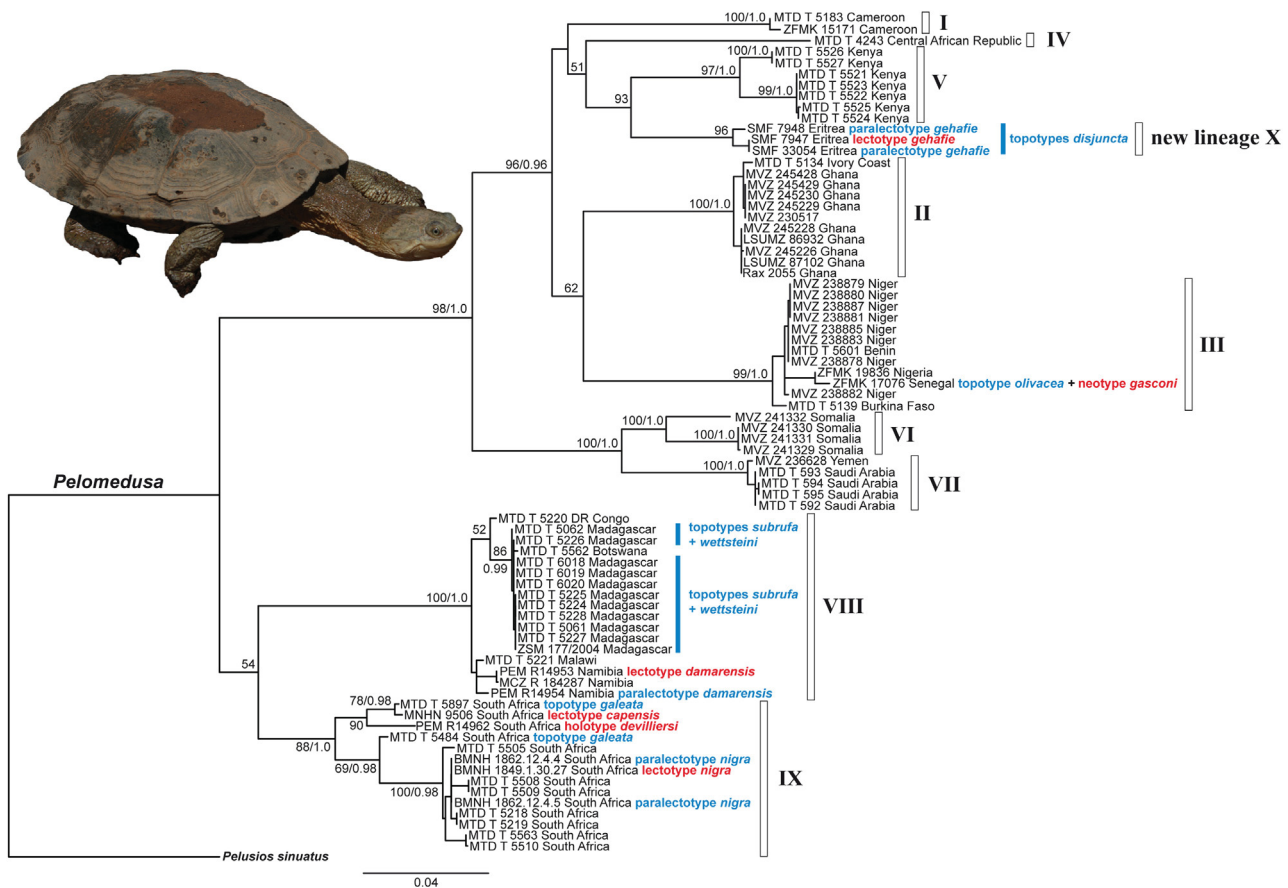 100/1.0
MTD T 5183 Cameroon
ZFMK 15171 Cameroon
I
MTD T 4243 Central African Republic
IV
51
100/1.0
MTD T 5526 Kenya
MTD T 5527 Kenya
97/1.0
MTD T 5521 Kenya
MTD T 5523 Kenya
99/1.0
MTD T 5522 Kenya
MTD T 5525 Kenya
MTD T 5524 Kenya
V
93
96
SMF 7948 Eritrea paralectotype gehafie
SMF 7947 Eritrea lectotype gehafie
SMF 33054 Eritrea paralectotype gehafie
topotypes disjuncta
new lineage X
96/0.96
MTD T 5134 Ivory Coast
MVZ 245428 Ghana
MVZ 245429 Ghana
MVZ 245230 Ghana
MVZ 245229 Ghana
100/1.0
MVZ 230517
MVZ 245228 Ghana
LSUMZ 86932 Ghana
MVZ 245226 Ghana
LSUMZ 87102 Ghana
Rax 2055 Ghana
II
62
MVZ 238879 Niger
MVZ 238880 Niger
MVZ 238887 Niger
MVZ 238881 Niger
MVZ 238885 Niger
MVZ 238883 Niger
MTD T 5601 Benin
MVZ 238878 Niger
99/1.0
ZFMK 19836 Nigeria
ZFMK 17076 Senegal topotype olivacea + neotype gasconi
MVZ 238882 Niger
MTD T 5139 Burkina Faso
III
98/1.0
MVZ 241332 Somalia
100/1.0
MVZ 241330 Somalia
100/1.0
MVZ 241331 Somalia
MVZ 241329 Somalia
VI
100/1.0
100/1.0
MVZ 236628 Yemen
MTD T 593 Saudi Arabia
MTD T 594 Saudi Arabia
MTD T 595 Saudi Arabia
MTD T 592 Saudi Arabia
VII
Pelomedusa
52
MTD T 5220 DR Congo
MTD T 5062 Madagascar
MTD T 5226 Madagascar
topotypes subrufa
+ wettsteini
86
0.99
MTD T 5562 Botswana
MTD T 6018 Madagascar
MTD T 6019 Madagascar
MTD T 6020 Madagascar
MTD T 5225 Madagascar
MTD T 5224 Madagascar
MTD T 5228 Madagascar
MTD T 5061 Madagascar
MTD T 5227 Madagascar
ZSM 177/2004 Madagascar
topotypes subrufa
+ wettsteini
100/1.0
MTD T 5221 Malawi
PEM R14953 Namibia lectotype damarensis
MCZ R 184287 Namibia
PEM R14954 Namibia paralectotype damarensis
VIII
54
78/0.98
MTD T 5897 South Africa topotype galeata
MNHN 9506 South Africa lectotype capensis
90
PEM R14962 South Africa holotype devilliersi
88/1.0
MTD T 5484 South Africa topotype galeata
69/0.98
MTD T 5505 South Africa
BMNH 1862.12.4.4 South Africa paralectotype nigra
BMNH 1849.1.30.27 South Africa lectotype nigra
100/0.98
MTD T 5508 South Africa
MTD T 5509 South Africa
BMNH 1862.12.4.5 South Africa paralectotype nigra
MTD T 5218 South Africa
MTD T 5219 South Africa
MTD T 5563 South Africa
MTD T 5510 South Africa
IX
Pelusios sinuatus
0.04